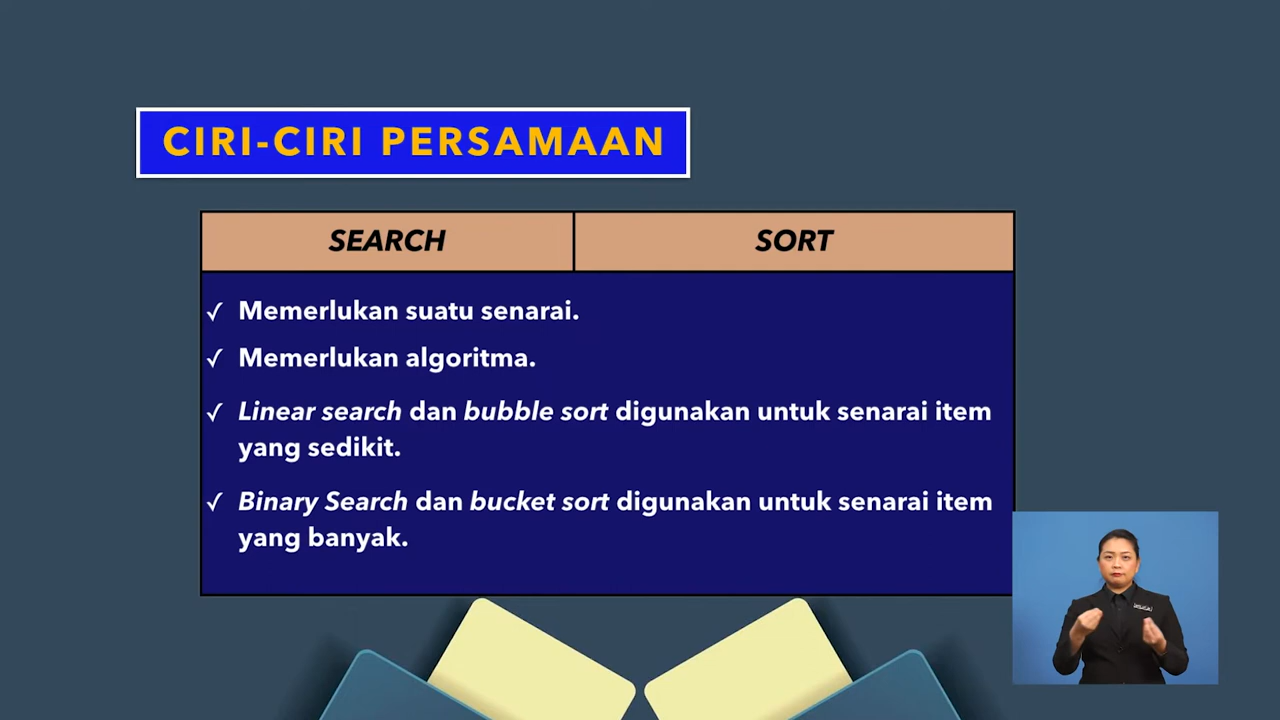 CIRI-CIRI PERSAMAAN
SEARCH
SORT
✓ Memerlukan suatu senarai.
✓ Memerlukan algoritma.
✓ Linear search dan bubble sort digunakan untuk senarai item
yang sedikit.
✓ Binary Search dan bucket sort digunakan untuk senarai item
yang banyak.